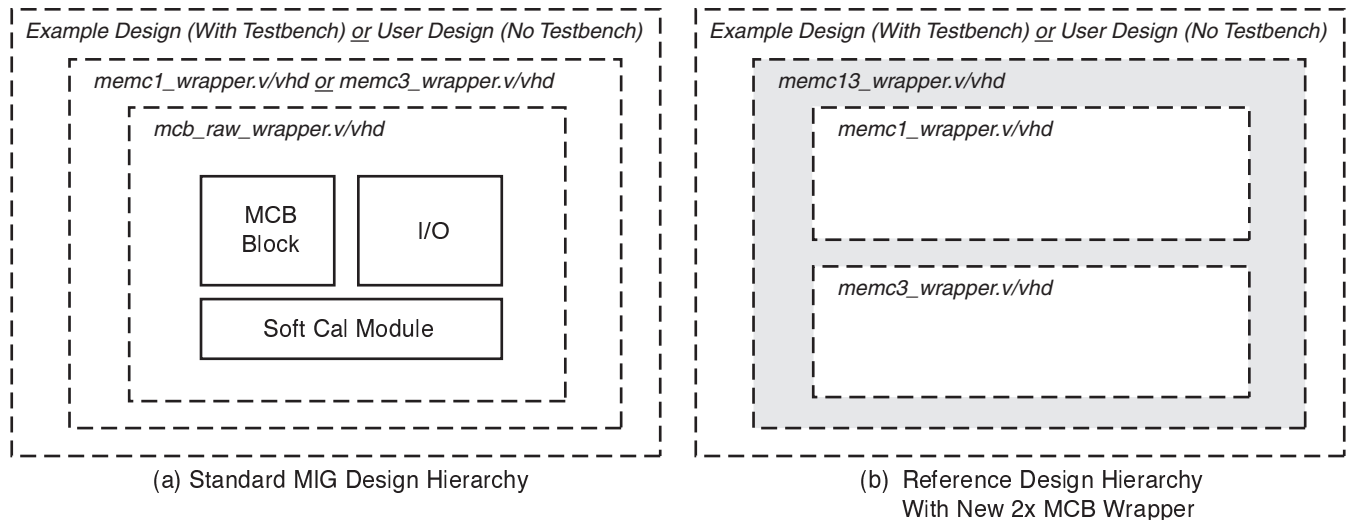 Example Design (With Testbench) or User Design (No Testbench)
memc1_wrapper.v/vhd or memc3_wrapper.v/vhd
mcb_raw_wrapper.v/vhd
MCB
Block
I/O
Soft Cal Module
(a) Standard MIG Design Hierarchy
Example Design (With Testbench) or User Design (No Testbench)
memc13_wrapper.v/vhd
memc1_wrapper.v/vhd
memc3_wrapper.v/vhd
(b) Reference Design Hierarchy
With New 2x MCB Wrapper